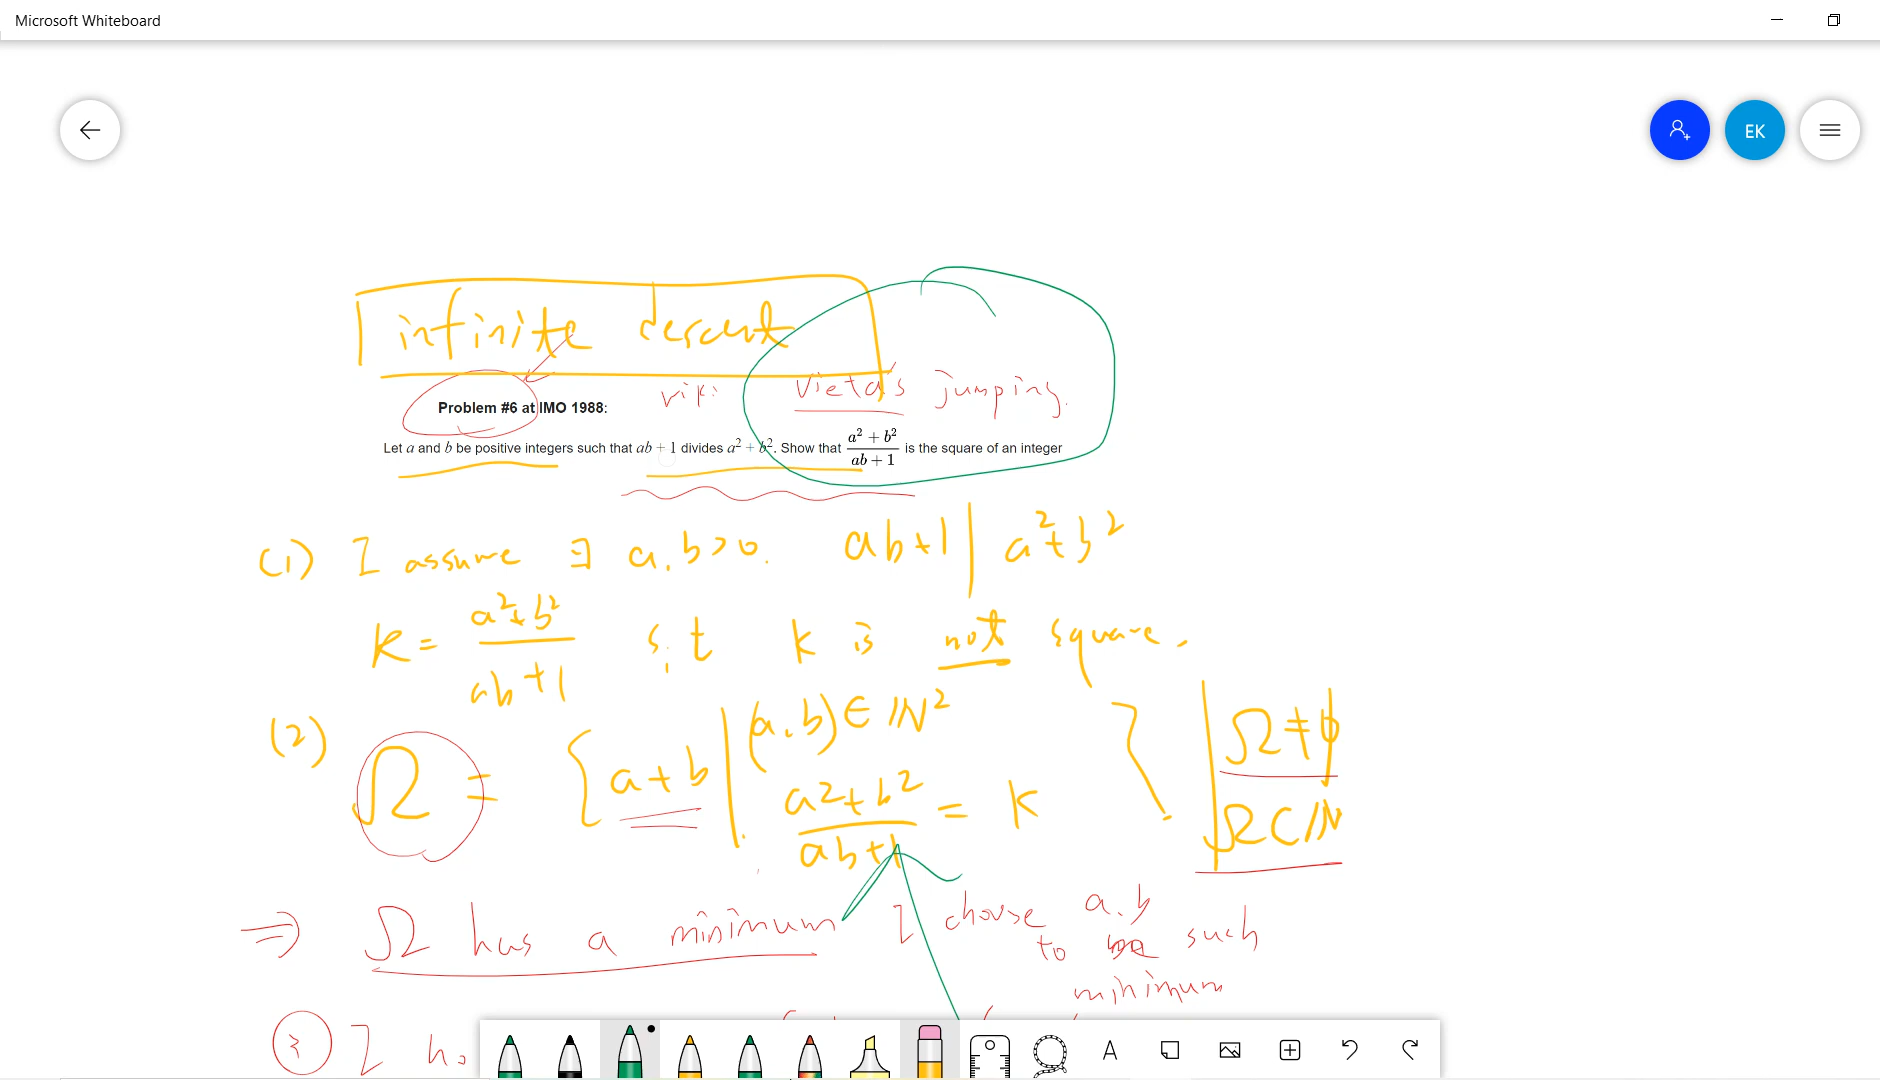 Microsoft Whiteboard
EK
infinite descent
wiki: Vieta's jumping.
Problem #6 at IMO 1988:
Let a and b be positive integers such that ab + 1 divides a² + b². Show that (a² + b²)/(ab + 1) is the square of an integer
(1) I assume ∃ a, b > 0. ab+1 | a²+b²
k = (a²+b²)/(ab+1) s.t k is not square.
(2) Ω = { a+b | (a,b) ∈ ℕ² (a²+b²)/(ab+1) = k }. Ω ≠ ϕ
Ω ⊂ ℕ
⇒ Ω has a minimum I choose a, b
to be such
minimum
3 I
A